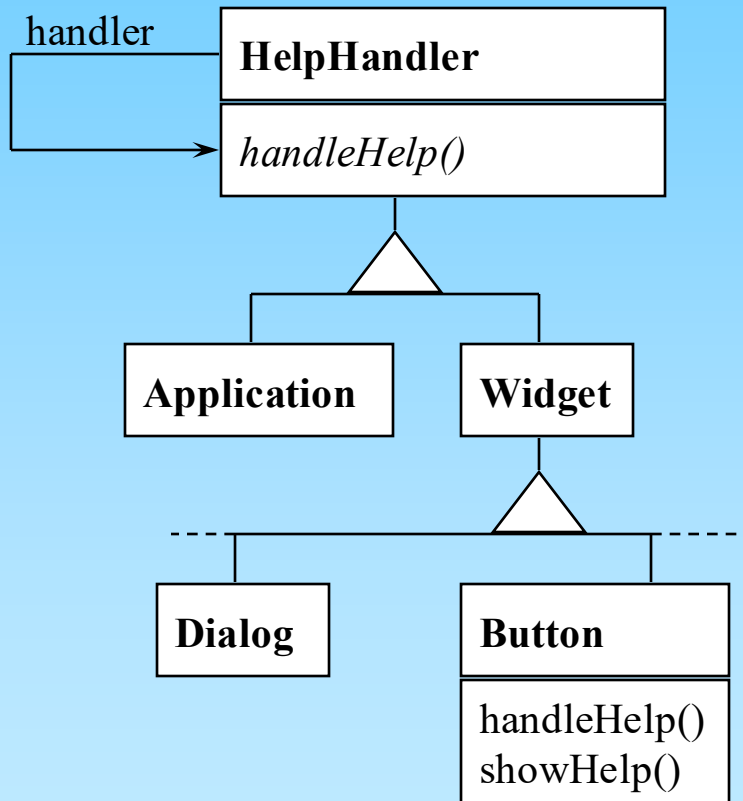 handler
HelpHandler
handleHelp()
Application
Widget
Dialog
Button
handleHelp()
showHelp()